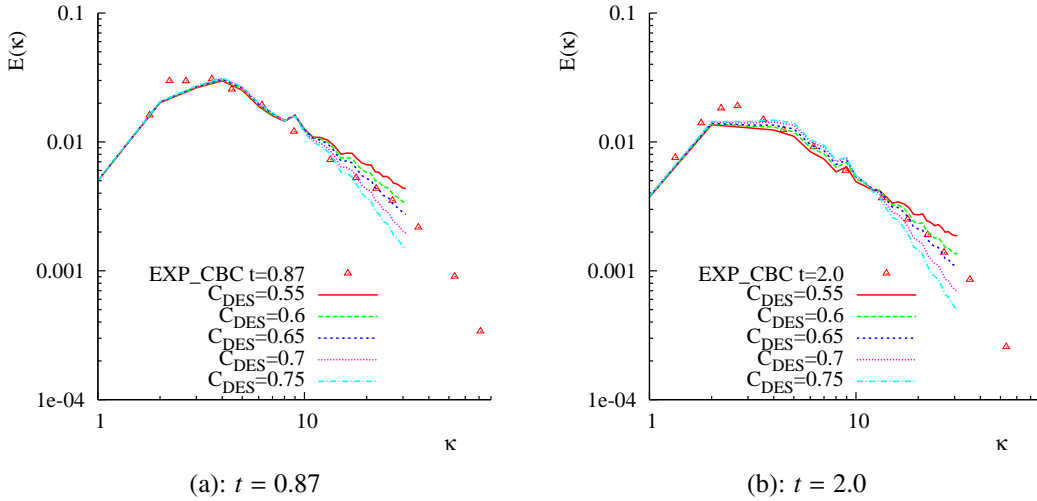 0.1
E(κ)
0.01
0.001
1e-04
EXP_CBC t=0.87
C_DES=0.55
C_DES=0.6
C_DES=0.65
C_DES=0.7
C_DES=0.75
1
10
κ
(a): t = 0.87
0.1
E(κ)
0.01
0.001
1e-04
EXP_CBC t=2.0
C_DES=0.55
C_DES=0.6
C_DES=0.65
C_DES=0.7
C_DES=0.75
1
10
κ
(b): t = 2.0